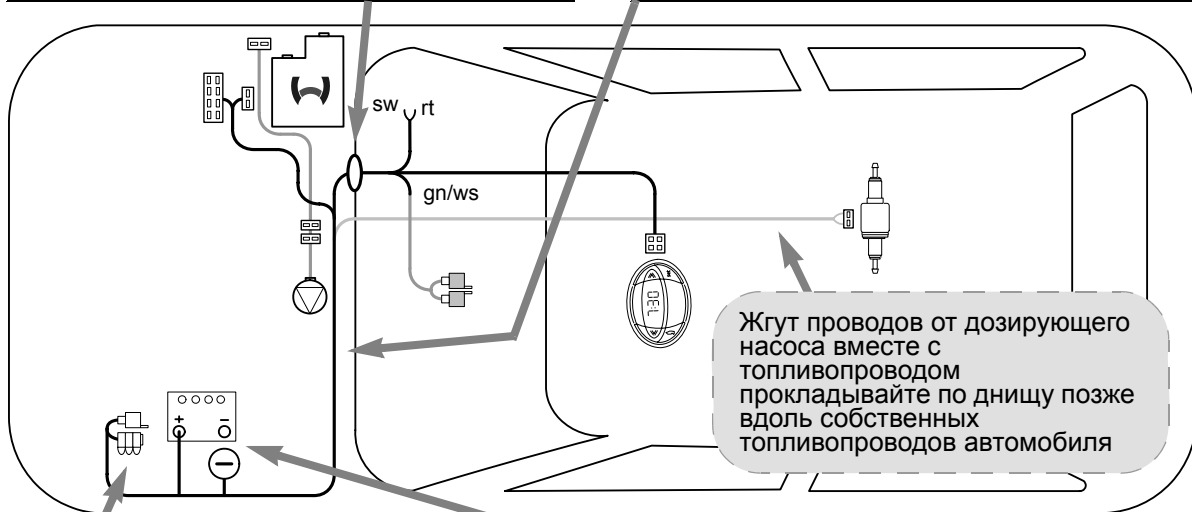 sw rt
gn/ws
Жгут проводов от дозирующего
насоса вместе с
топливопроводом
прокладывайте по днищу позже
вдоль собственных
топливопроводов автомобиля
+ −